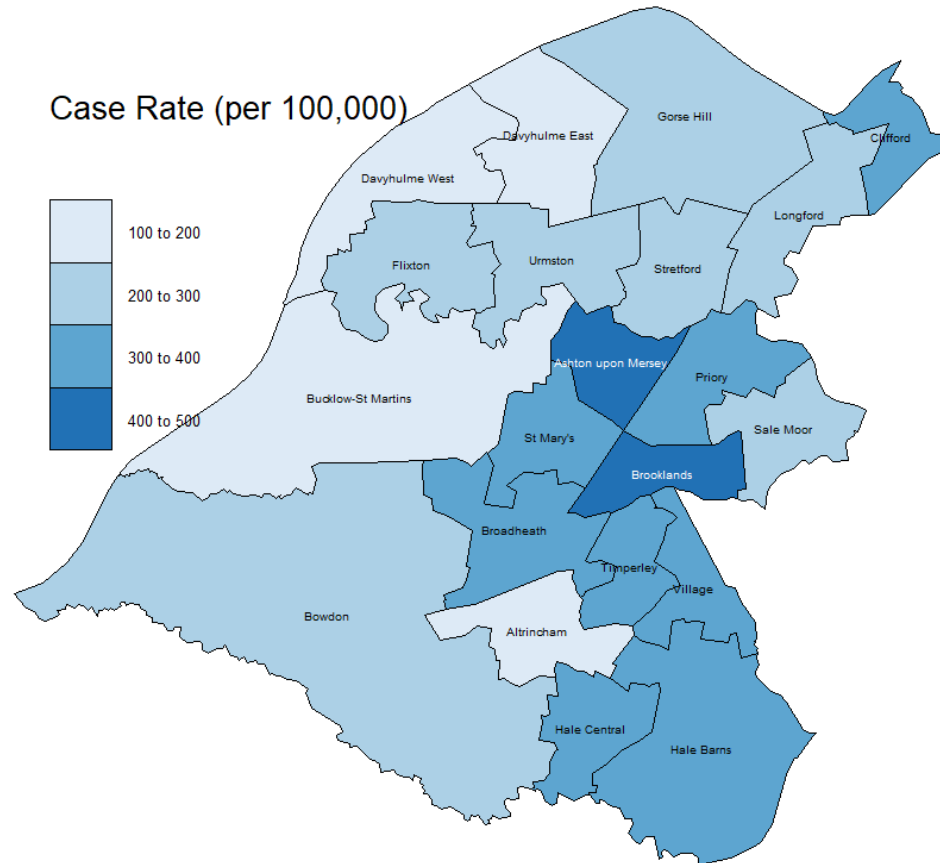 Case Rate (per 100,000)
100 to 200
200 to 300
300 to 400
400 to 500
Gorse Hill
Davyhulme East
Clifford
Davyhulme West
Longford
Flixton
Urmston
Stretford
Ashton upon Mersey
Priory
Bucklow-St Martins
Sale Moor
St Mary's
Brooklands
Broadheath
Timperley
Village
Bowdon
Altrincham
Hale Central
Hale Barns